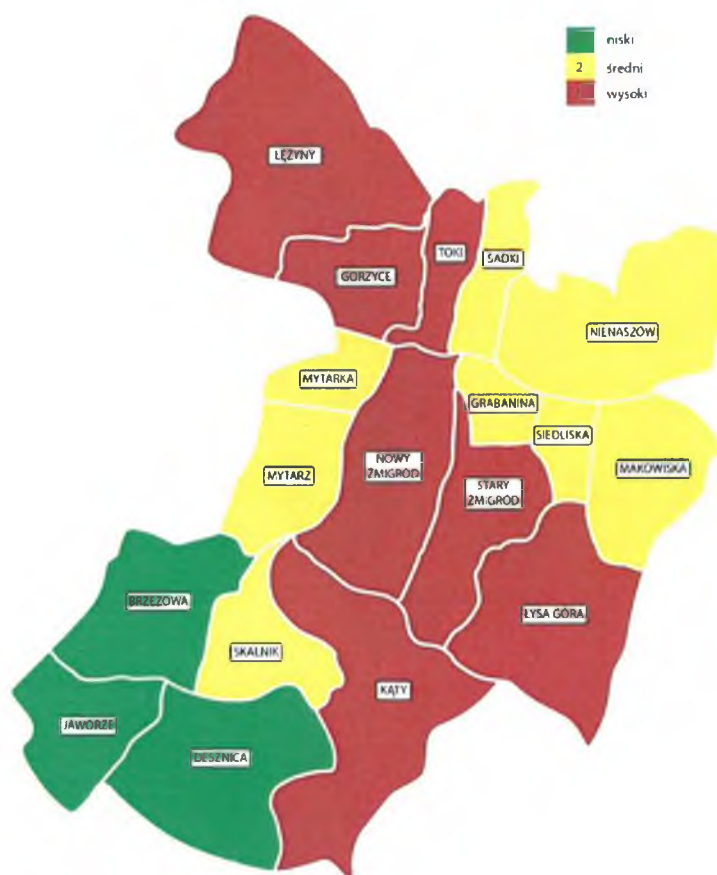 niski
2 średni
wysoki
ŁĘŻYNY
TOKI
SADKI
GORZYCE
NIENASZÓW
MYTARKA
GRABANINA
SIEDLISKA
NOWY
ŻMIGRÓD
MAKOWISKA
MYTARZ
STARY
ŻMIGRÓD
BRZEZOWA
ŁYSA GÓRA
SKALNIK
KĄTY
JAWORZE
DESZNICA